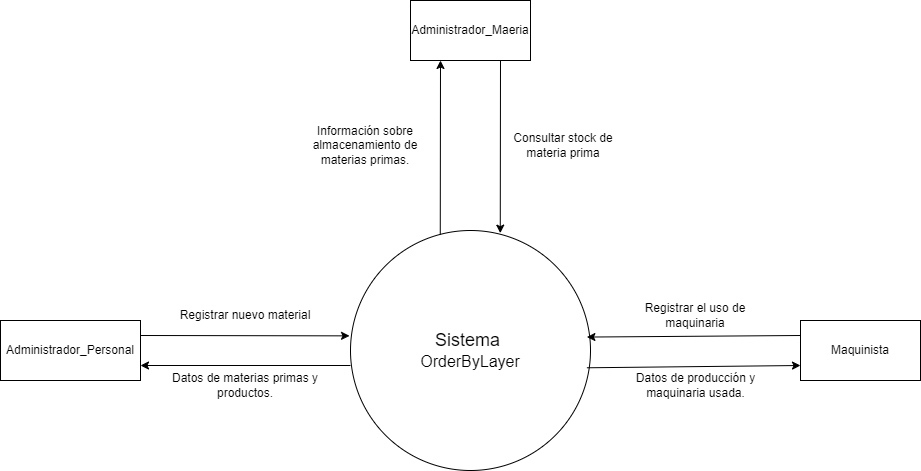 Administrador_Maeria
Información sobre
almacenamiento de
materias primas.
Consultar stock de
materia prima
Registrar nuevo material
Registrar el uso de
maquinaria
Administrador_Personal
Sistema
OrderByLayer
Maquinista
Datos de materias primas y
productos.
Datos de producción y
maquinaria usada.